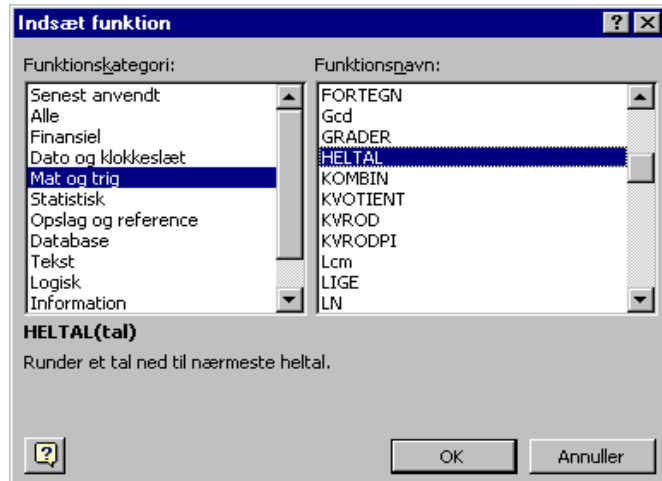 Indsæt funktion
Funktionskategori:
Senest anvendt
Alle
Finansiel
Dato og klokkeslæt
Mat og trig
Statistisk
Opslag og reference
Database
Tekst
Logisk
Information
Funktionsnavn:
FORTEGN
Gcd
GRADER
HELTAL
KOMBIN
KVOTIENT
KVROD
KVRODPI
Lcm
LIGE
LN
HELTAL(tal)
Runder et tal ned til nærmeste heltal.
OK
Annuller